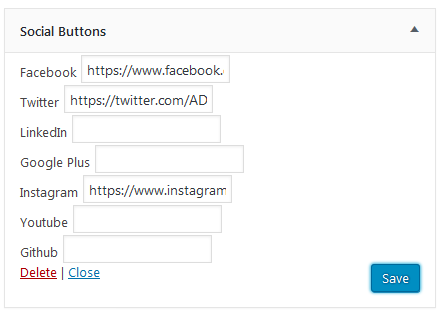 Social Buttons
Facebook https://www.facebook.
Twitter https://twitter.com/AD
LinkedIn
Google Plus
Instagram https://www.instagram
Youtube
Github
Delete | Close Save